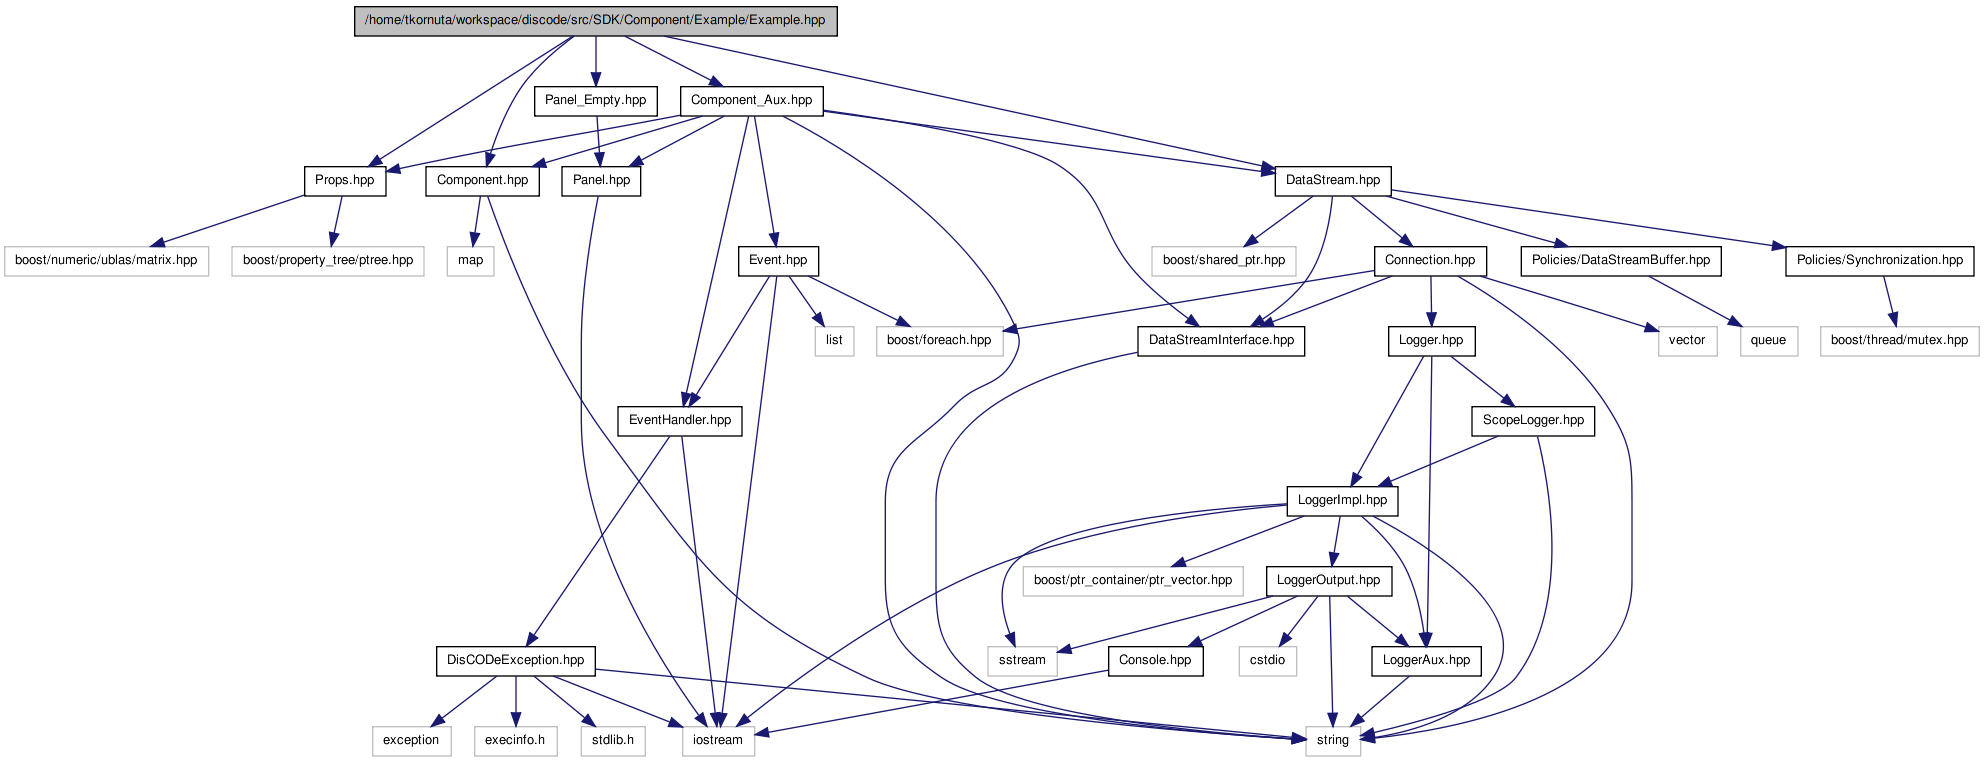 /home/tkornuta/workspace/discode/src/SDK/Component/Example/Example.hpp
Panel_Empty.hpp
Component_Aux.hpp
Props.hpp
Component.hpp
Panel.hpp
DataStream.hpp
boost/numeric/ublas/matrix.hpp
boost/property_tree/ptree.hpp
map
Event.hpp
boost/shared_ptr.hpp
Connection.hpp
Policies/DataStreamBuffer.hpp
Policies/Synchronization.hpp
list
boost/foreach.hpp
DataStreamInterface.hpp
Logger.hpp
vector
queue
boost/thread/mutex.hpp
EventHandler.hpp
ScopeLogger.hpp
LoggerImpl.hpp
boost/ptr_container/ptr_vector.hpp
LoggerOutput.hpp
DisCODeException.hpp
sstream
Console.hpp
cstdio
LoggerAux.hpp
exception
execinfo.h
stdlib.h
iostream
string